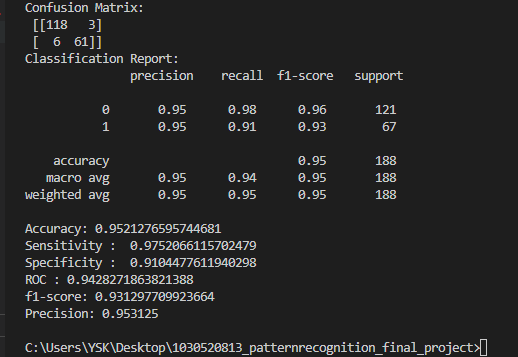 Confusion Matrix:
[[118 3]
[ 6 61]]
Classification Report:
precision recall f1-score support
0 0.95 0.98 0.96 121
1 0.95 0.91 0.93 67
accuracy 0.95 188
macro avg 0.95 0.94 0.95 188
weighted avg 0.95 0.95 0.95 188
Accuracy: 0.9521276595744681
Sensitivity : 0.9752066115702479
Specificity : 0.9104477611940298
ROC : 0.9428271863821388
f1-score: 0.931297709923664
Precision: 0.953125
C:\Users\YSK\Desktop\1030520813_patternrecognition_final_project>